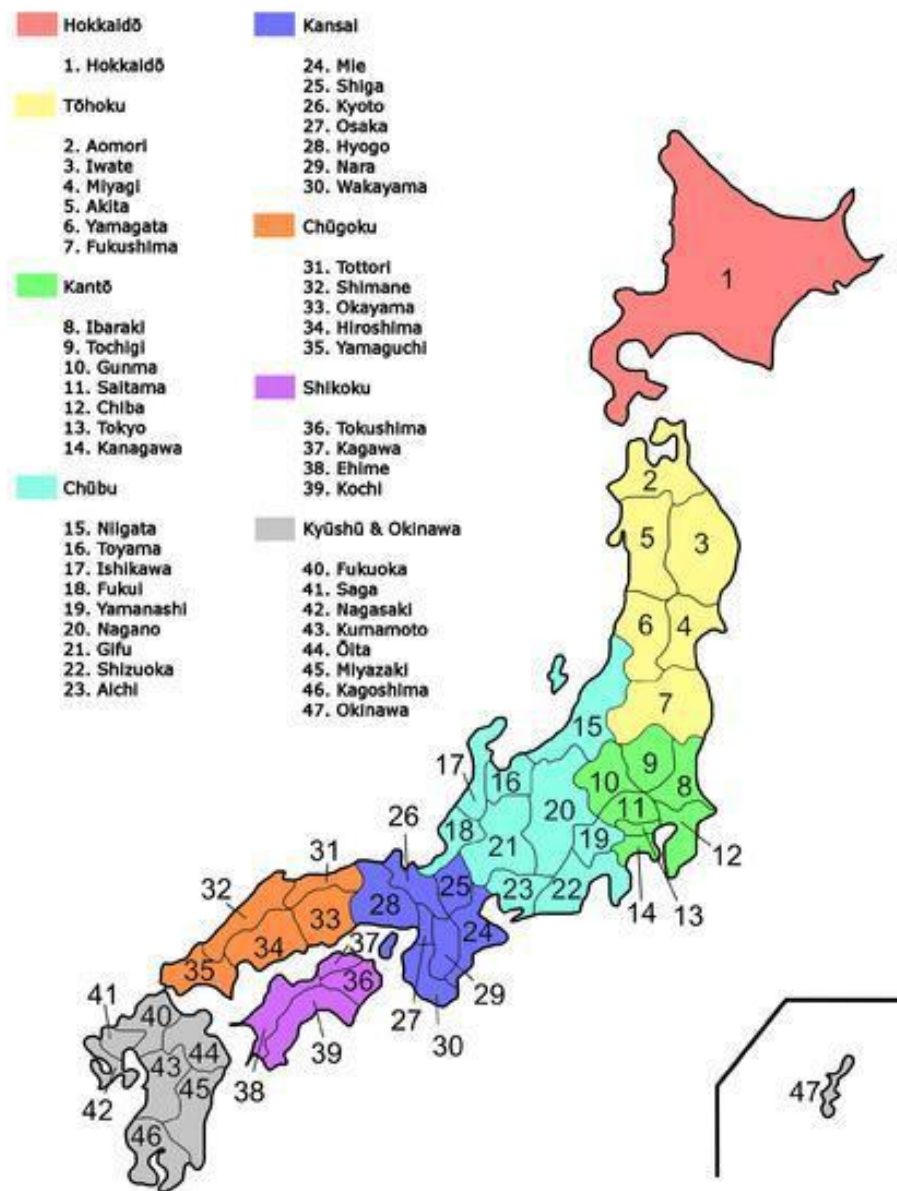 Hokkaidō
1. Hokkaidō
Tōhoku
2. Aomori
3. Iwate
4. Miyagi
5. Akita
6. Yamagata
7. Fukushima
Kantō
8. Ibaraki
9. Tochigi
10. Gunma
11. Saitama
12. Chiba
13. Tokyo
14. Kanagawa
Chūbu
15. Niigata
16. Toyama
17. Ishikawa
18. Fukui
19. Yamanashi
20. Nagano
21. Gifu
22. Shizuoka
23. Aichi
Kansai
24. Mie
25. Shiga
26. Kyoto
27. Osaka
28. Hyogo
29. Nara
30. Wakayama
Chūgoku
31. Tottori
32. Shimane
33. Okayama
34. Hiroshima
35. Yamaguchi
Shikoku
36. Tokushima
37. Kagawa
38. Ehime
39. Kochi
Kyūshū & Okinawa
40. Fukuoka
41. Saga
42. Nagasaki
43. Kumamoto
44. Ōita
45. Miyazaki
46. Kagoshima
47. Okinawa
1
2
5
3
6
4
7
15
9
17
16
10
8
20
11
26
18
21
19
12
31
25
23
22
14
13
32
28
33
24
34
37
35
36
29
41
40
27
30
39
44
43
38
42
45
47
46